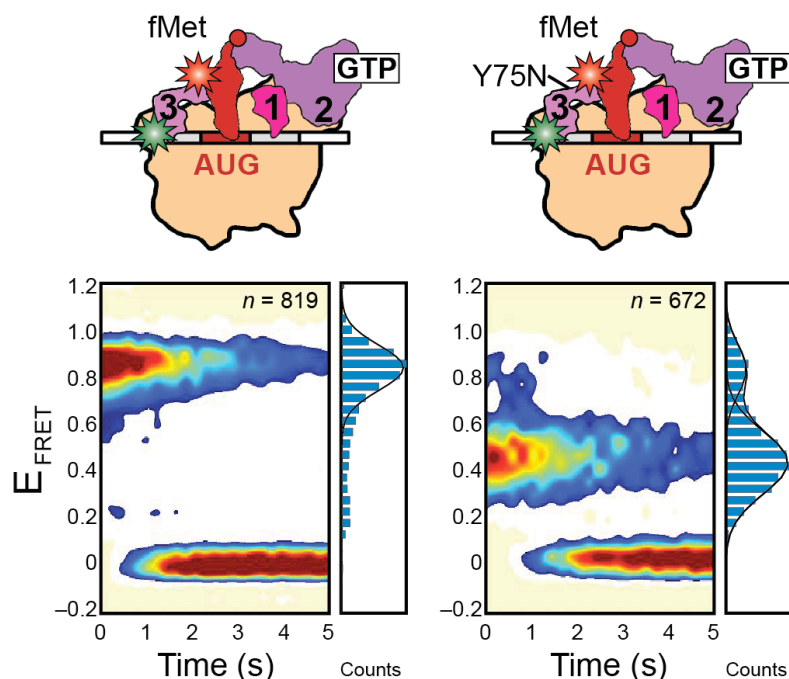 fMet
GTP
3
1
2
AUG
fMet
Y75N
GTP
3
1
2
AUG
E FRET
1.2
1.0
0.8
0.6
0.4
0.2
0
–0.2
n = 819
0 1 2 3 4 5
Time (s)
Counts
1.2
1.0
0.8
0.6
0.4
0.2
0
–0.2
n = 672
0 1 2 3 4 5
Time (s)
Counts